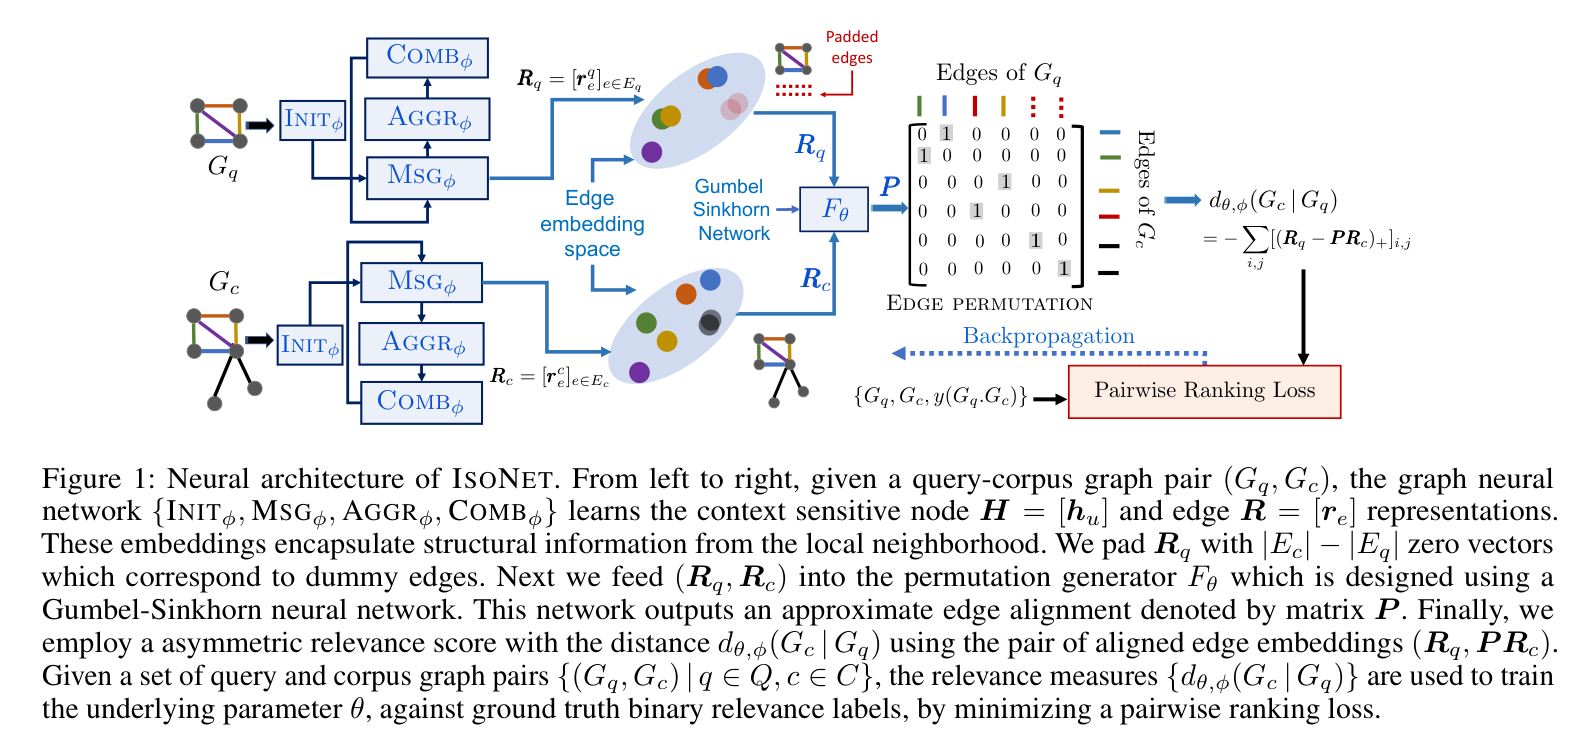 COMBϕ
AGGRϕ
MSGϕ
INITϕ
Gq
Rq = [r^q_e]e∈Eq
Padded
edges
Edge
embedding
space
Gc
INITϕ
MSGϕ
AGGRϕ
COMBϕ
Rc = [r^c_e]e∈Ec
Rq
Gumbel
Sinkhorn
Network
Fθ
Rc
P
Edges of Gq
0 1 0 0 0 0
1 0 0 0 0 0
0 0 0 1 0 0
0 0 1 0 0 0
0 0 0 0 1 0
0 0 0 0 0 1
Edges of Gc
EDGE PERMUTATION
dθ,ϕ(Gc | Gq)
= − ∑i,j [(Rq − PRc)+]i,j
Backpropagation
{Gq, Gc, y(Gq.Gc)}
Pairwise Ranking Loss
Figure 1: Neural architecture of ISONET. From left to right, given a query-corpus graph pair (Gq, Gc), the graph neural
network {INITϕ, MSGϕ, AGGRϕ, COMBϕ} learns the context sensitive node H = [hu] and edge R = [re] representations.
These embeddings encapsulate structural information from the local neighborhood. We pad Rq with |Ec| − |Eq| zero vectors
which correspond to dummy edges. Next we feed (Rq, Rc) into the permutation generator Fθ which is designed using a
Gumbel-Sinkhorn neural network. This network outputs an approximate edge alignment denoted by matrix P. Finally, we
employ a asymmetric relevance score with the distance dθ,ϕ(Gc | Gq) using the pair of aligned edge embeddings (Rq, PRc).
Given a set of query and corpus graph pairs {(Gq, Gc) | q ∈ Q, c ∈ C}, the relevance measures {dθ,ϕ(Gc | Gq)} are used to train
the underlying parameter θ, against ground truth binary relevance labels, by minimizing a pairwise ranking loss.